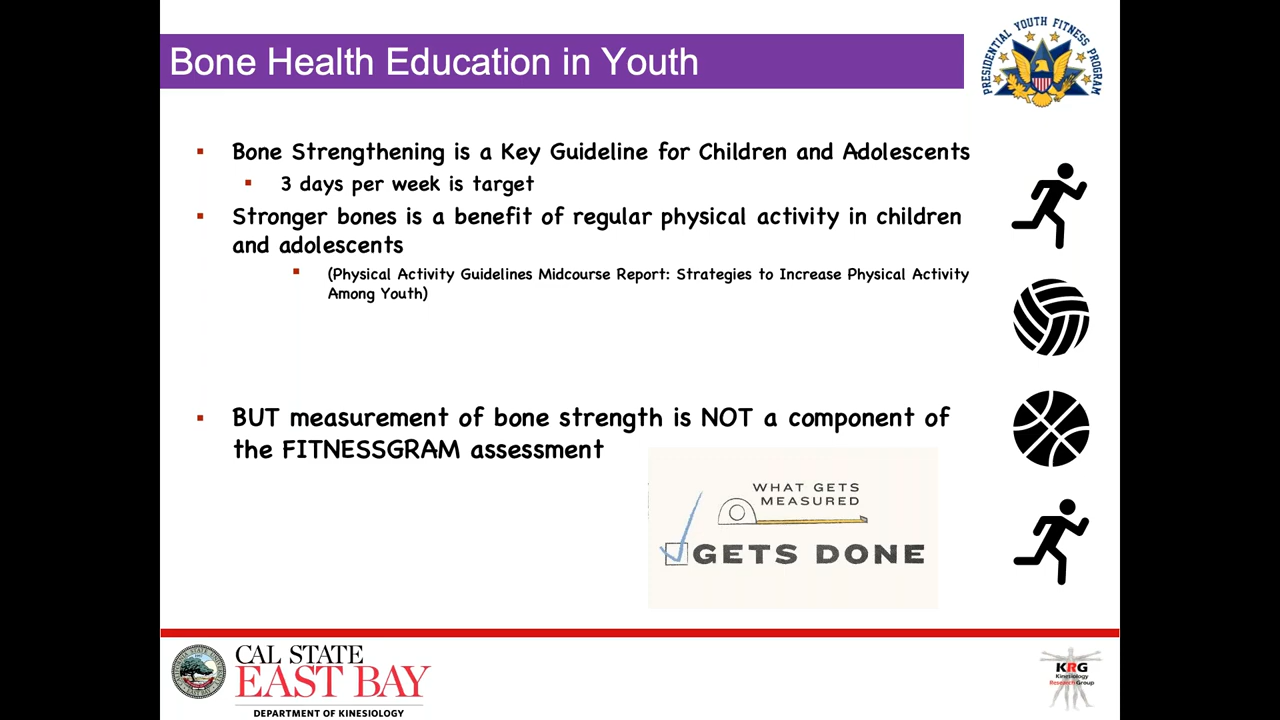 Bone Health Education in Youth
PRESIDENTIAL YOUTH FITNESS PROGRAM
Bone Strengthening is a Key Guideline for Children and Adolescents
3 days per week is target
Stronger bones is a benefit of regular physical activity in children
and adolescents
(Physical Activity Guidelines Midcourse Report: Strategies to Increase Physical Activity
Among Youth)
BUT measurement of bone strength is NOT a component of
the FITNESSGRAM assessment
WHAT GETS
MEASURED
GETS DONE
CAL STATE
EAST BAY
DEPARTMENT OF KINESIOLOGY
KRG
Kinesiology
Research Group